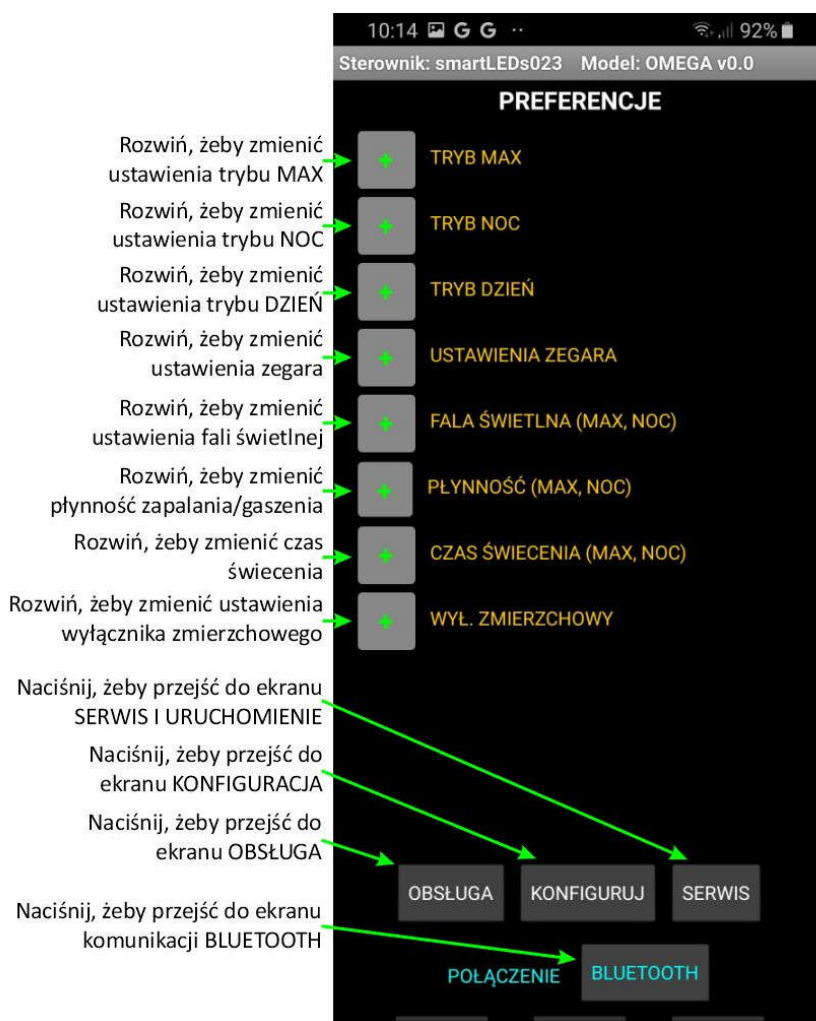 10:14 G G ·· 92%
Sterownik: smartLEDs023 Model: OMEGA v0.0
PREFERENCJE
Rozwiń, żeby zmienić
ustawienia trybu MAX
+ TRYB MAX
Rozwiń, żeby zmienić
ustawienia trybu NOC
+ TRYB NOC
Rozwiń, żeby zmienić
ustawienia trybu DZIEŃ
+ TRYB DZIEŃ
Rozwiń, żeby zmienić
ustawienia zegara
+ USTAWIENIA ZEGARA
Rozwiń, żeby zmienić
ustawienia fali świetlnej
+ FALA ŚWIETLNA (MAX, NOC)
Rozwiń, żeby zmienić
płynność zapalania/gaszenia
+ PŁYNNOŚĆ (MAX, NOC)
Rozwiń, żeby zmienić czas
świecenia
+ CZAS ŚWIECENIA (MAX, NOC)
Rozwiń, żeby zmienić ustawienia
wyłącznika zmierzchowego
+ WYŁ. ZMIERZCHOWY
Naciśnij, żeby przejść do ekranu
SERWIS I URUCHOMIENIE
Naciśnij, żeby przejść do
ekranu KONFIGURACJA
Naciśnij, żeby przejść do
ekranu OBSŁUGA
OBSŁUGA KONFIGURUJ SERWIS
Naciśnij, żeby przejść do ekranu
komunikacji BLUETOOTH
POŁĄCZENIE BLUETOOTH